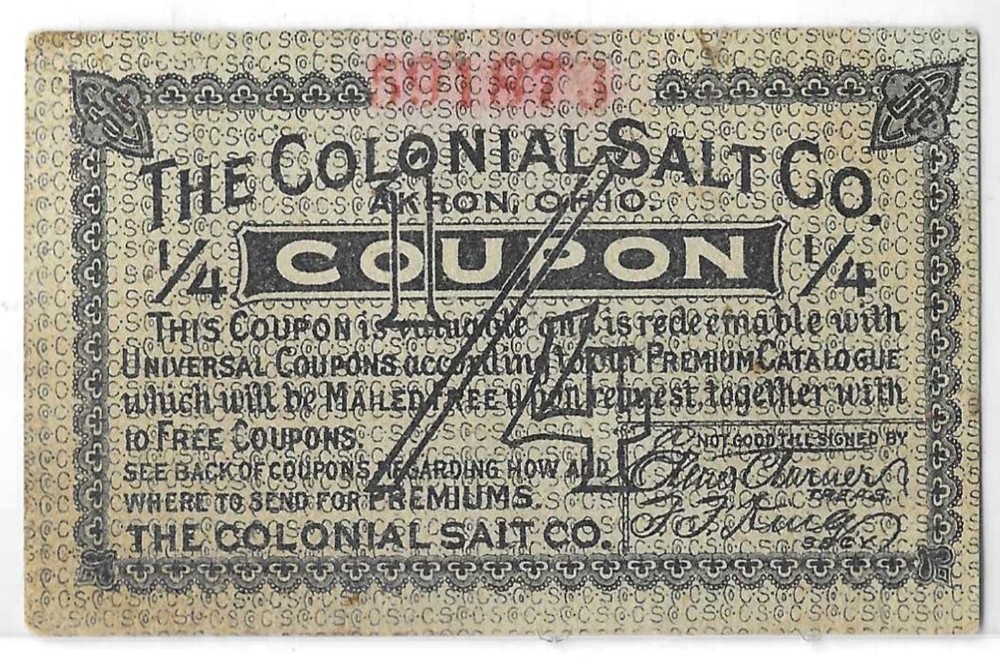 THE COLONIAL SALT CO.
AKRON, OHIO.
1/4 COUPON 1/4
1/4
THIS COUPON is valuable and is redeemable with
UNIVERSAL COUPONS according to our PREMIUM CATALOGUE
which will be MAILED FREE upon request together with
10 FREE COUPONS.
SEE BACK OF COUPONS REGARDING HOW AND
WHERE TO SEND FOR PREMIUMS.
THE COLONIAL SALT CO.
NOT GOOD TILL SIGNED BY
TREAS.
SECY.